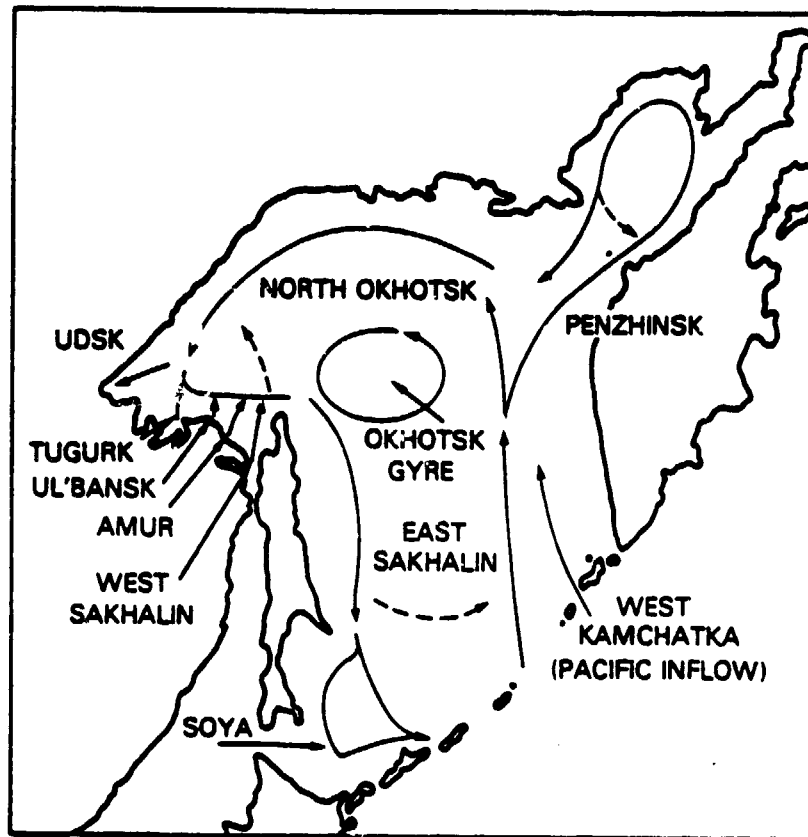 NORTH OKHOTSK
PENZHINSK
UDSK
OKHOTSK
GYRE
TUGURK
UL'BANSK
AMUR
EAST
SAKHALIN
WEST
SAKHALIN
WEST
KAMCHATKA
(PACIFIC INFLOW)
SOYA